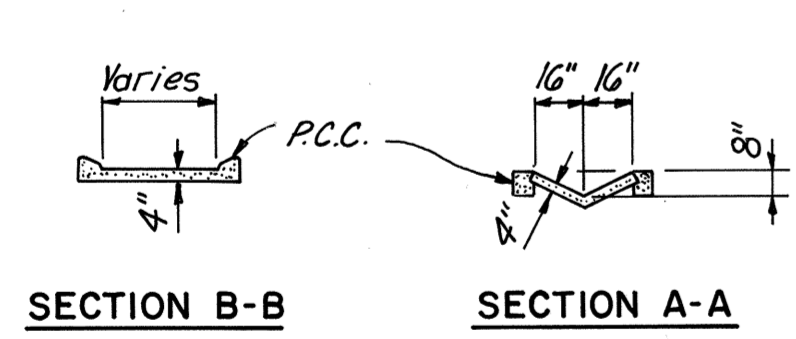 Varies
16" 16"
P.C.C.
8"
4"
4"
SECTION B-B
SECTION A-A